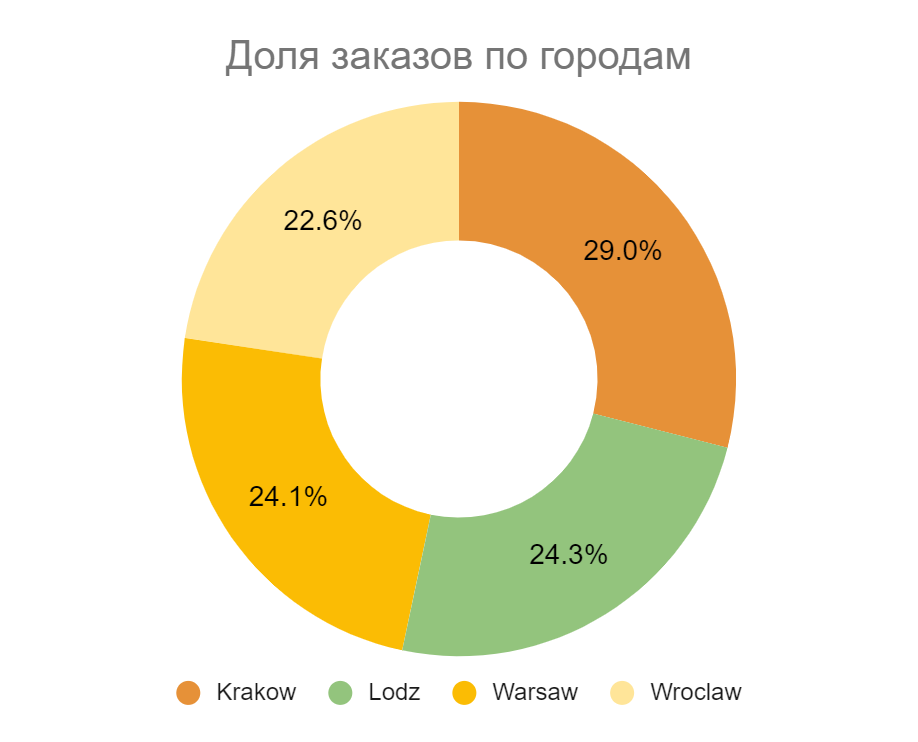 Доля заказов по городам
22.6%
29.0%
24.1%
24.3%
Krakow Lodz Warsaw Wroclaw